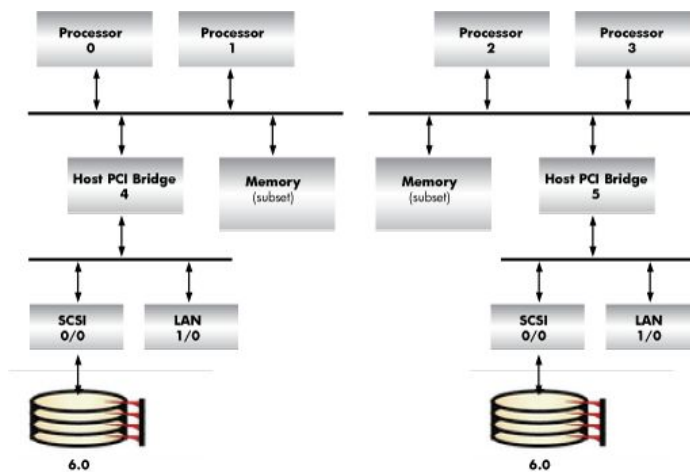 Processor
0
Processor
1
Processor
2
Processor
3
Host PCI Bridge
4
Memory
(subset)
Memory
(subset)
Host PCI Bridge
5
SCSI
0/0
LAN
1/0
SCSI
0/0
LAN
1/0
6.0
6.0